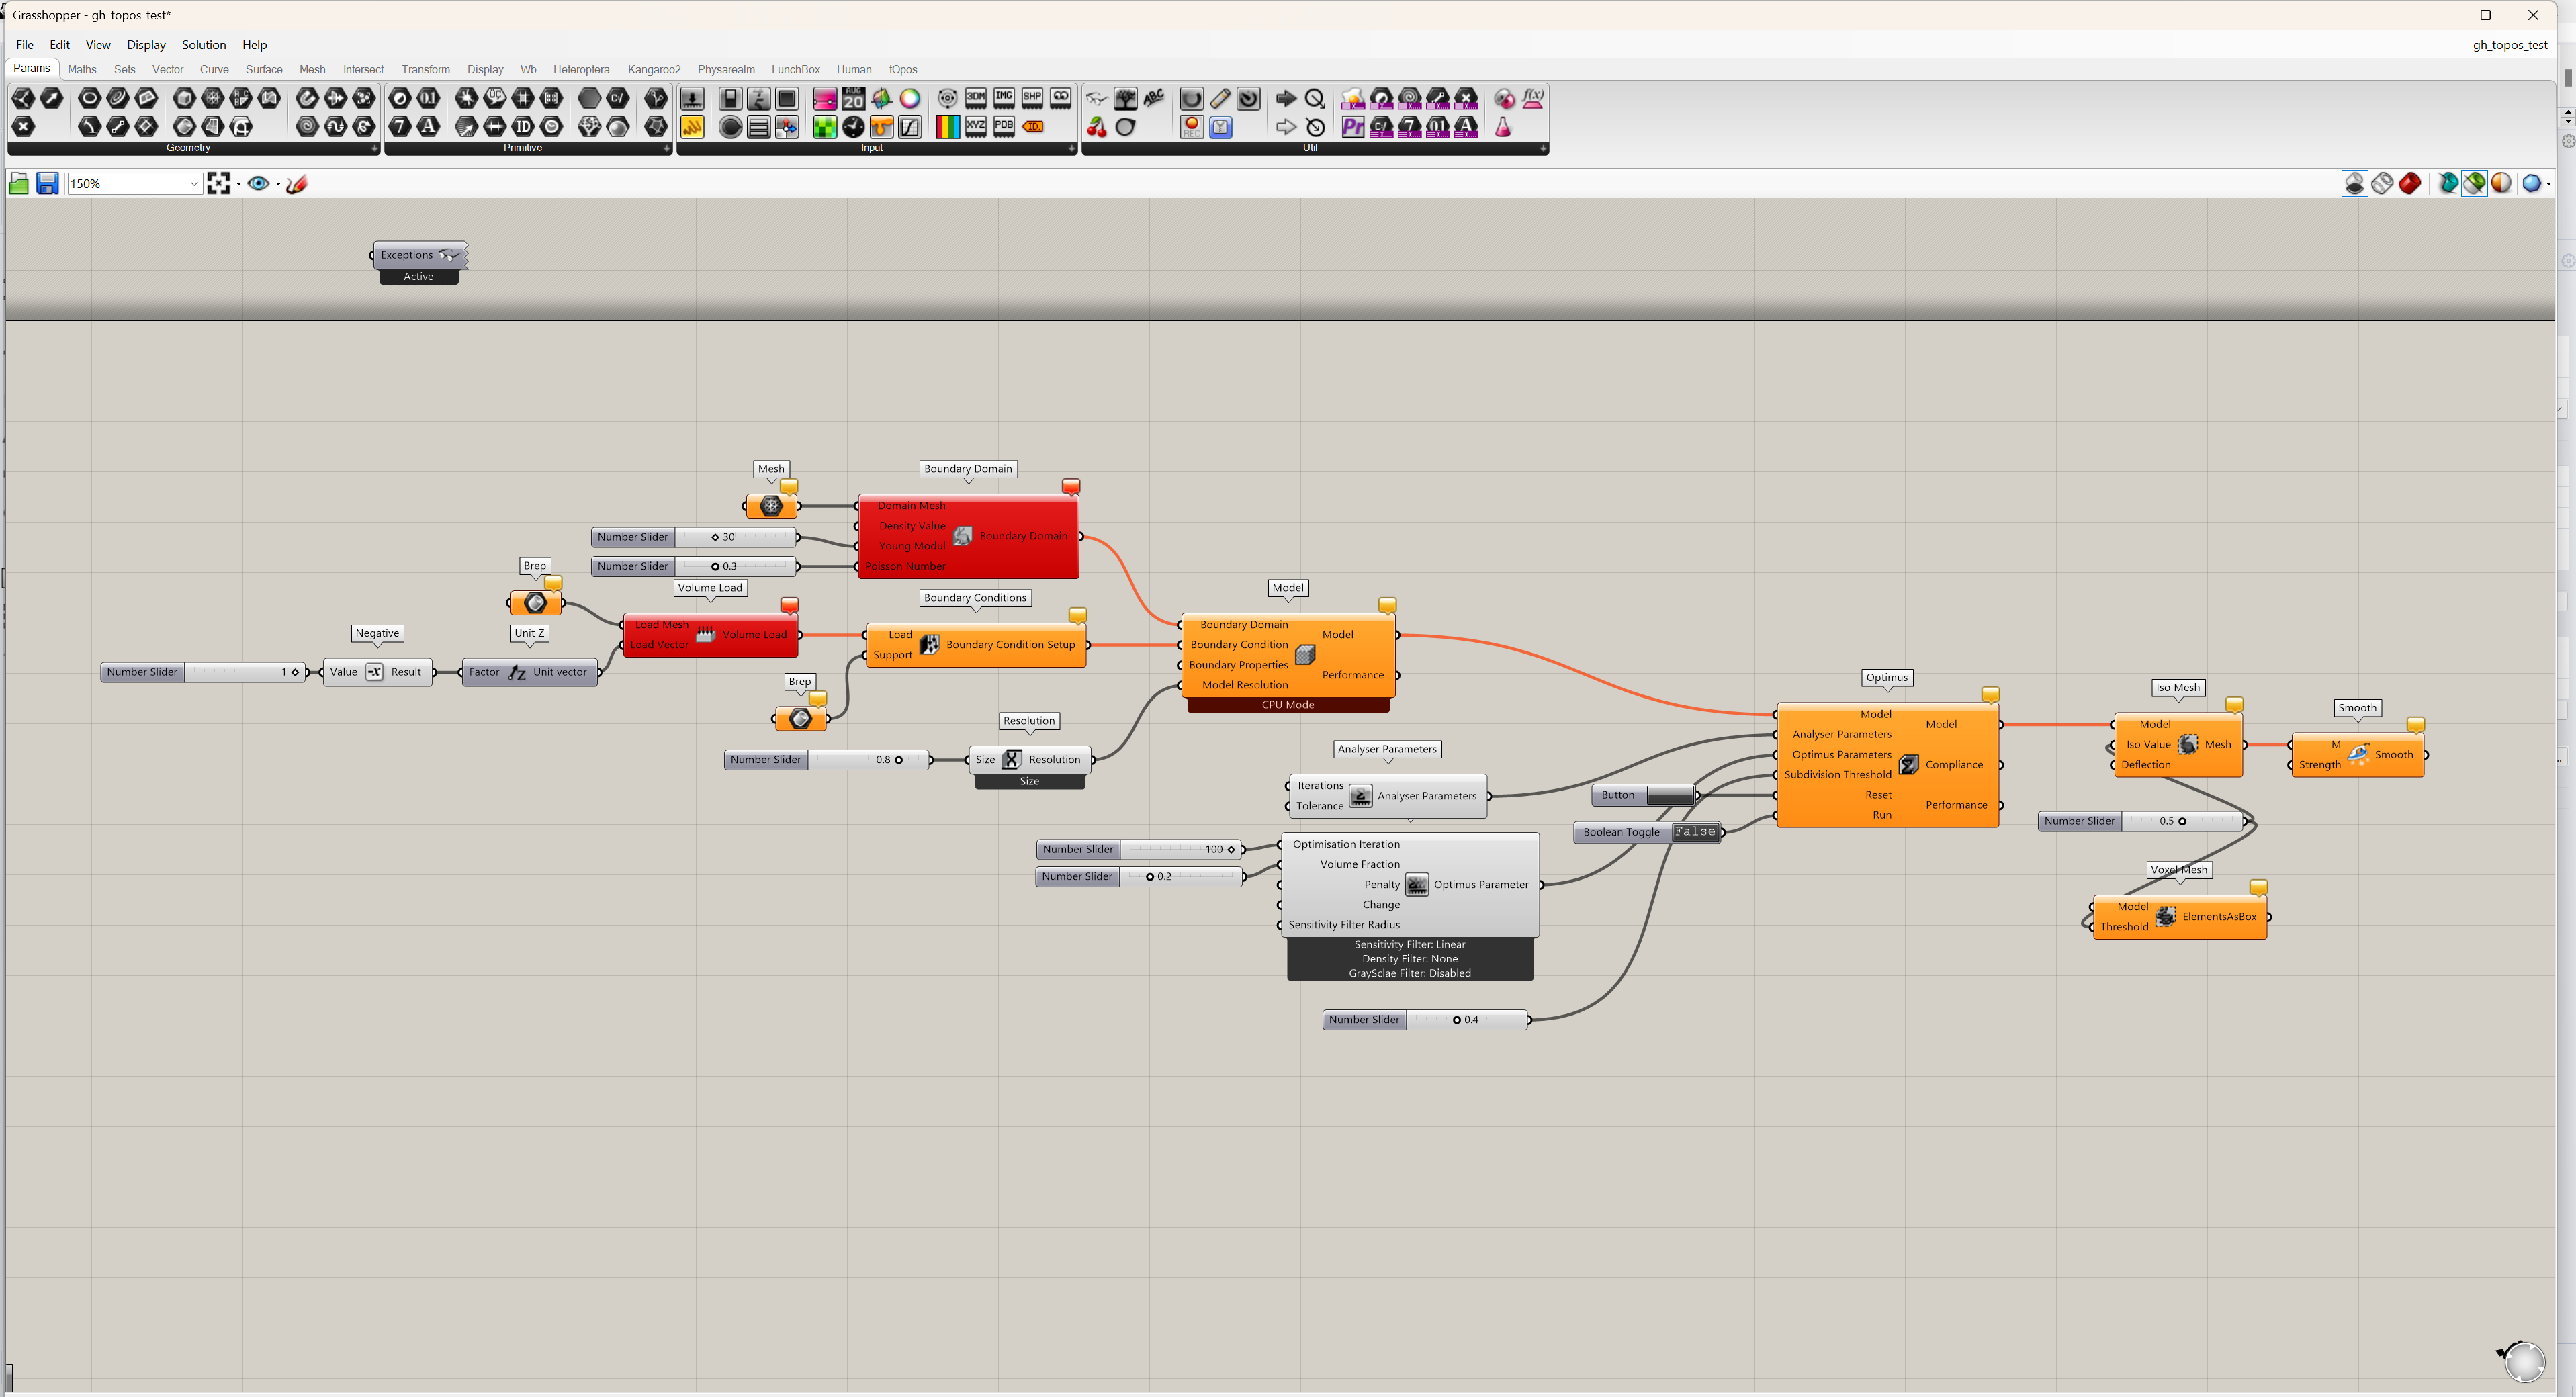 Grasshopper - gh_topos_test*
File Edit View Display Solution Help gh_topos_test
Params Maths Sets Vector Curve Surface Mesh Intersect Transform Display Wb Heteroptera Kangaroo2 Physarealm LunchBox Human tOpos
Geometry Primitive Input Util
150%
Exceptions
Active
Mesh
Boundary Domain
Domain Mesh
Density Value
Young Modul
Poisson Number
Boundary Domain
Number Slider 30
Number Slider 0.3
Brep
Volume Load
Load Mesh
Load Vector
Volume Load
Boundary Conditions
Load
Support
Boundary Condition Setup
Negative
Unit Z
Number Slider 1
Value Result
Factor Unit vector
Brep
Model
Boundary Domain
Boundary Condition
Boundary Properties
Model Resolution
Model
Performance
CPU Mode
Resolution
Number Slider 0.8
Size Resolution
Size
Analyser Parameters
Iterations
Tolerance
Analyser Parameters
Number Slider 100
Number Slider 0.2
Optimisation Iteration
Volume Fraction
Penalty
Change
Sensitivity Filter Radius
Optimus Parameter
Sensitivity Filter: Linear
Density Filter: None
GraySclae Filter: Disabled
Number Slider 0.4
Button
Boolean Toggle False
Optimus
Model
Analyser Parameters
Optimus Parameters
Subdivision Threshold
Reset
Run
Model
Compliance
Performance
Iso Mesh
Model
Iso Value
Deflection
Mesh
Smooth
M
Strength
Smooth
Number Slider 0.5
Voxel Mesh
Model
Threshold
ElementsAsBox